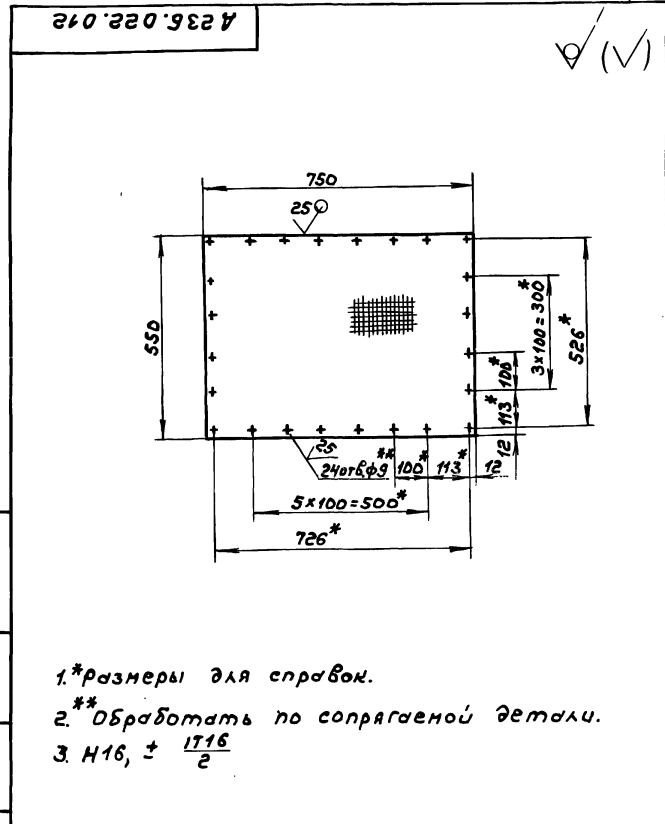 А236.022.012
750
25
550
3×100=300*
526*
100*
113*
12
25
24отв.ф9**
100*
113*
12
5×100=500*
726*
1.*Размеры для справок.
2.** Обработать по сопрягаемой детали.
3. H16, ± IT16/2